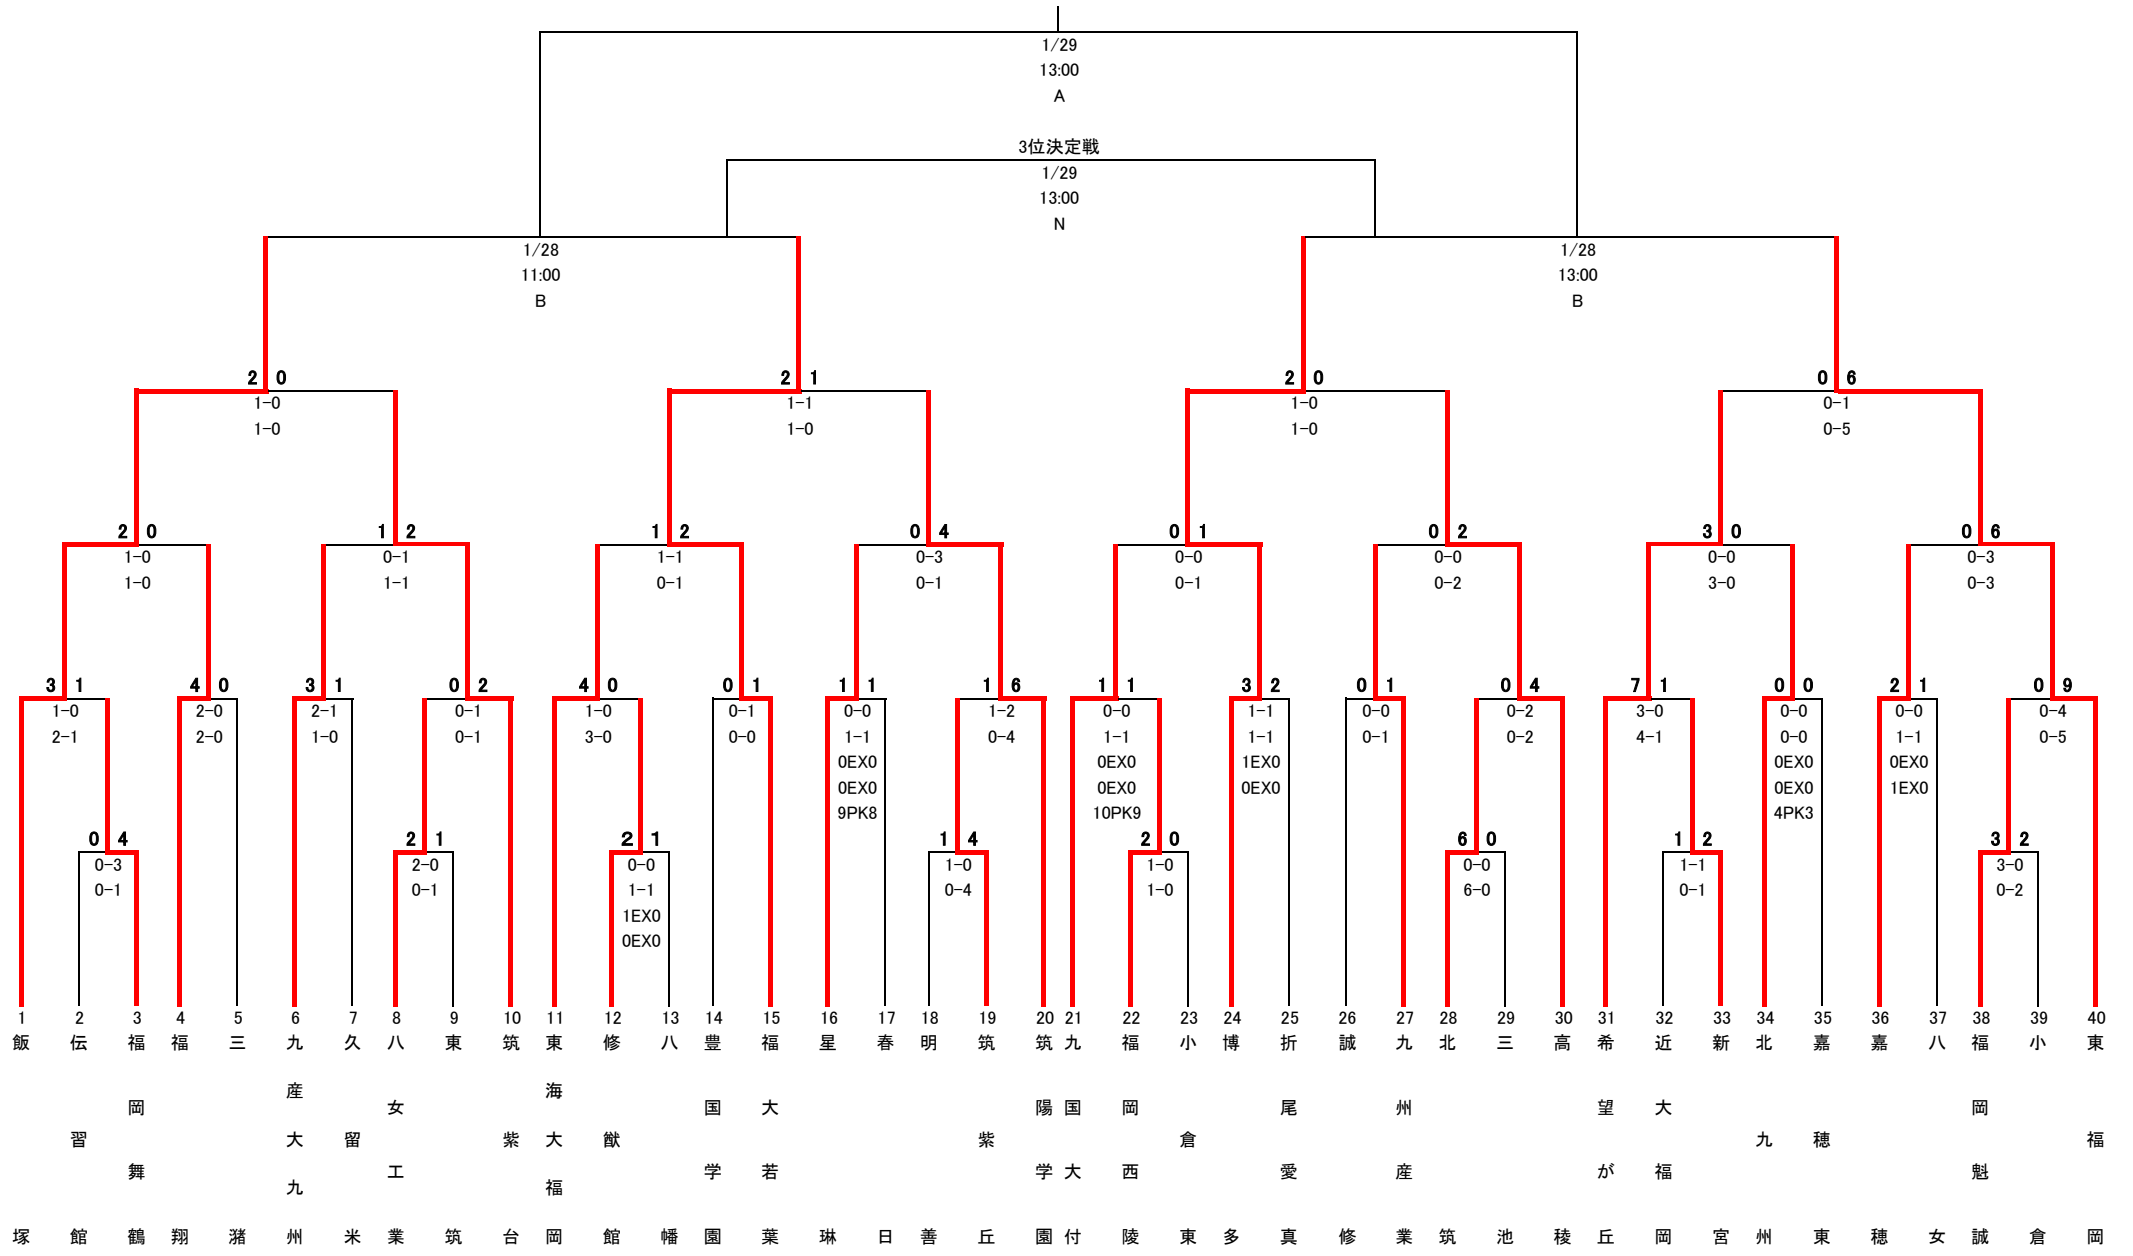 1/29
13:00
A
3位決定戦
1/29
13:00
N
1/28
11:00
B
1/28
13:00
B
2 0
2 1
2 0
0 6
1-0
1-1
1-0
0-1
1-0
1-0
1-0
0-5
2 0
1 2
1 2
0 4
0 1
0 2
3 0
0 6
1-0
0-1
1-1
0-3
0-0
0-0
0-0
0-3
1-0
1-1
0-1
0-1
0-1
0-2
3-0
0-3
3 1
4 0
3 1
0 2
4 0
0 1
1 1
1 6
1 1
3 2
0 1
0 4
7 1
0 0
2 1
0 9
1-0
2-0
2-1
0-1
1-0
0-1
0-0
1-2
0-0
1-1
0-0
0-2
3-0
0-0
0-0
0-4
2-1
2-0
1-0
0-1
3-0
0-0
1-1
0-4
1-1
1-1
0-1
0-2
4-1
0-0
1-1
0-5
0EX0
0EX0
1EX0
0EX0
0EX0
0EX0
0EX0
0EX0
0EX0
1EX0
9PK8
10PK9
4PK3
0 4
2 1
2 1
1 4
2 0
6 0
1 2
3 2
0-3
2-0
0-0
1-0
1-0
0-0
1-1
3-0
0-1
0-1
1-1
0-4
1-0
6-0
0-1
0-2
1EX0
0EX0
1
飯塚
2
伝習館
3
福岡舞鶴
4
福翔
5
三潴
6
九産大九州
7
久留米
8
八女工業
9
東筑
10
筑紫台
11
東海大福岡
12
修猷館
13
八幡
14
豊国学園
15
福大若葉
16
星琳
17
春日
18
明善
19
筑紫丘
20
筑陽学園
21
九国大付
22
福岡西陵
23
小倉東
24
博多
25
折尾愛真
26
誠修
27
九州産業
28
北筑
29
三池
30
高稜
31
希望が丘
32
近大福岡
33
新宮
34
北九州
35
嘉穂東
36
嘉穂
37
八女
38
福岡魁誠
39
小倉
40
東福岡